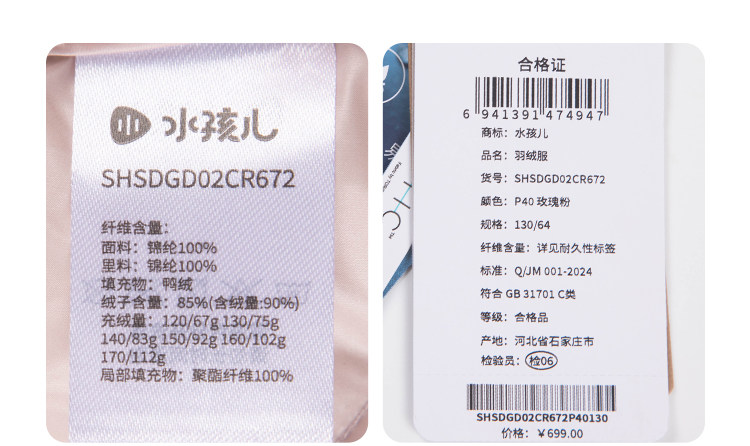 水孩儿
SHSDGD02CR672
纤维含量：
面料：锦纶100%
里料：锦纶100%
填充物：鸭绒
绒子含量：85%(含绒量:90%)
充绒量：120/67g 130/75g
140/83g 150/92g 160/102g
170/112g
局部填充物：聚酯纤维100%
合格证
6 941391 474947
商标：水孩儿
品名：羽绒服
货号：SHSDGD02CR672
颜色：P40 玫瑰粉
规格：130/64
纤维含量：详见耐久性标签
标准：Q/JM 001-2024
符合 GB 31701 C类
等级：合格品
产地：河北省石家庄市
检验员：检06
SHSDGD02CR672P40130
价格：￥699.00